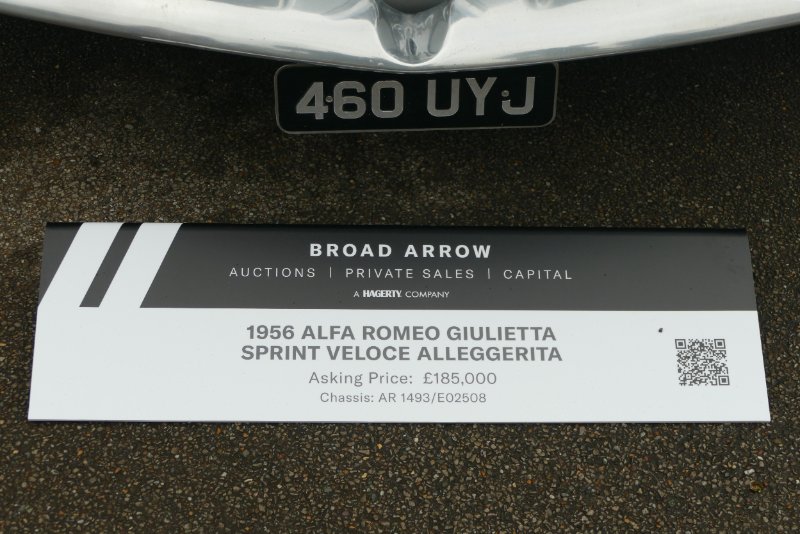 460 UYJ
BROAD ARROW
AUCTIONS | PRIVATE SALES | CAPITAL
A HAGERTY COMPANY
1956 ALFA ROMEO GIULIETTA
SPRINT VELOCE ALLEGGERITA
Asking Price: £185,000
Chassis: AR 1493/E02508